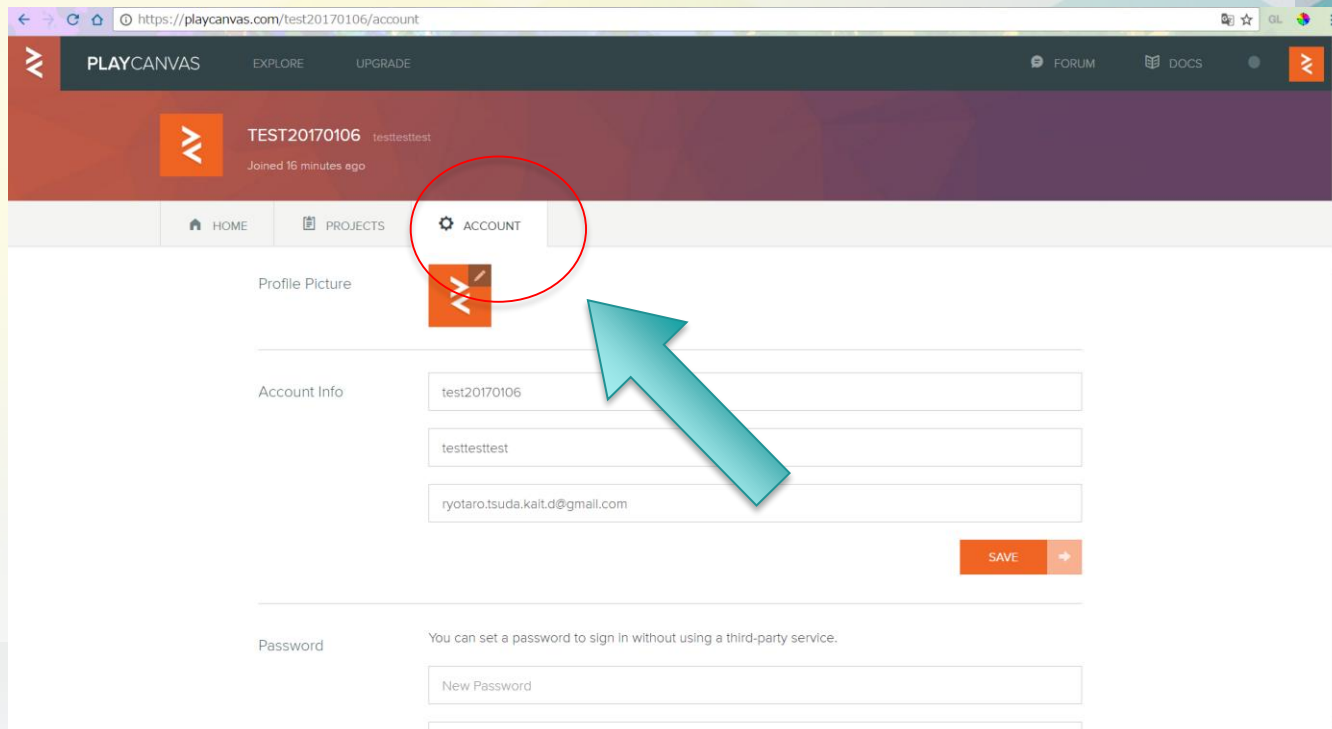 https://playcanvas.com/test20170106/account
GL
PLAYCANVAS EXPLORE UPGRADE FORUM DOCS
TEST20170106 testtesttest
Joined 16 minutes ago
HOME PROJECTS ACCOUNT
Profile Picture
Account Info
test20170106
testtesttest
ryotaro.tsuda.kait.d@gmail.com
SAVE
Password
You can set a password to sign in without using a third-party service.
New Password